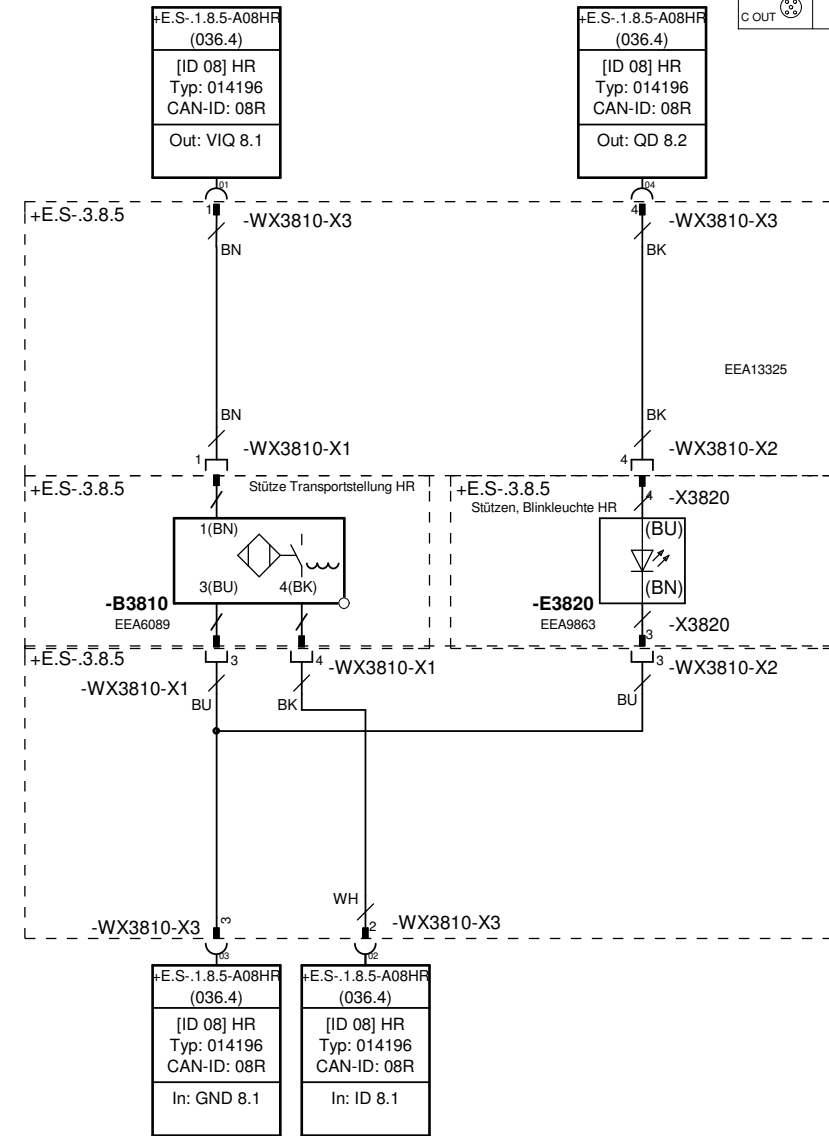 +E.S-.1.8.5-A08HR
(036.4)
[ID 08] HR
Typ: 014196
CAN-ID: 08R
Out: VIQ 8.1
01
+E.S-.1.8.5-A08HR
(036.4)
[ID 08] HR
Typ: 014196
CAN-ID: 08R
Out: QD 8.2
04
C OUT
+E.S-.3.8.5
1
-WX3810-X3
BN
4
-WX3810-X3
BK
EEA13325
BN
1
-WX3810-X1
BK
4
-WX3810-X2
+E.S-.3.8.5
Stütze Transportstellung HR
1(BN)
3(BU)
4(BK)
-B3810
EEA6089
+E.S-.3.8.5
Stützen, Blinkleuchte HR
4
-X3820
(BU)
(BN)
-E3820
EEA9863
3
-X3820
+E.S-.3.8.5
3
-WX3810-X1
BU
4
-WX3810-X1
BK
3
-WX3810-X2
BU
WH
-WX3810-X3
3
2
-WX3810-X3
03
02
+E.S-.1.8.5-A08HR
(036.4)
[ID 08] HR
Typ: 014196
CAN-ID: 08R
In: GND 8.1
+E.S-.1.8.5-A08HR
(036.4)
[ID 08] HR
Typ: 014196
CAN-ID: 08R
In: ID 8.1